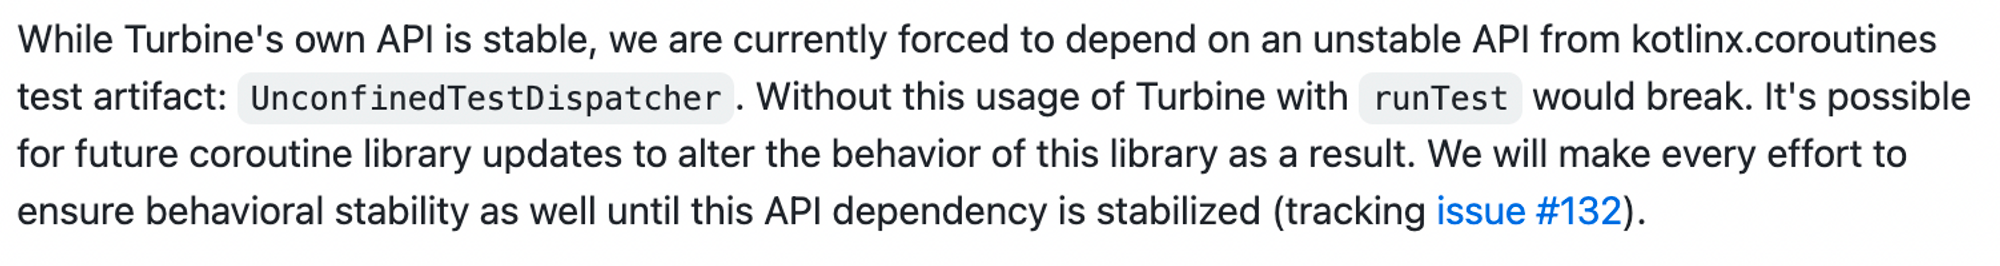 While Turbine's own API is stable, we are currently forced to depend on an unstable API from kotlinx.coroutines
test artifact: UnconfinedTestDispatcher. Without this usage of Turbine with runTest would break. It's possible
for future coroutine library updates to alter the behavior of this library as a result. We will make every effort to
ensure behavioral stability as well until this API dependency is stabilized (tracking issue #132).